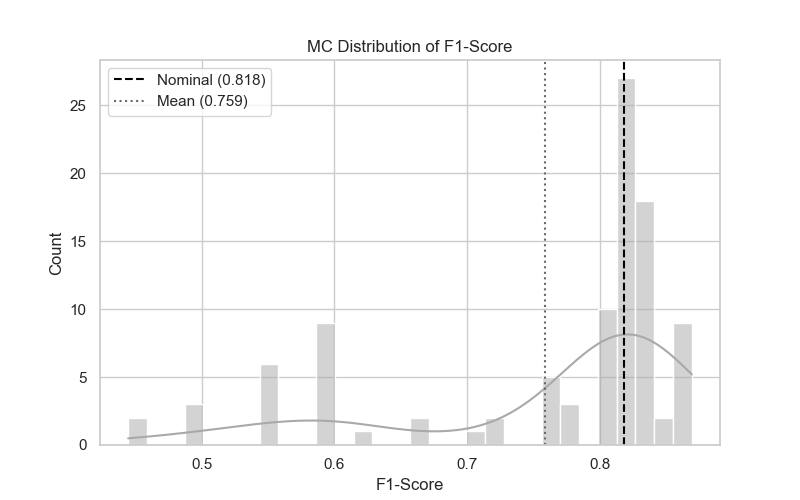 MC Distribution of F1-Score
Nominal (0.818)
Mean (0.759)
Count
25
20
15
10
5
0
0.5 0.6 0.7 0.8
F1-Score